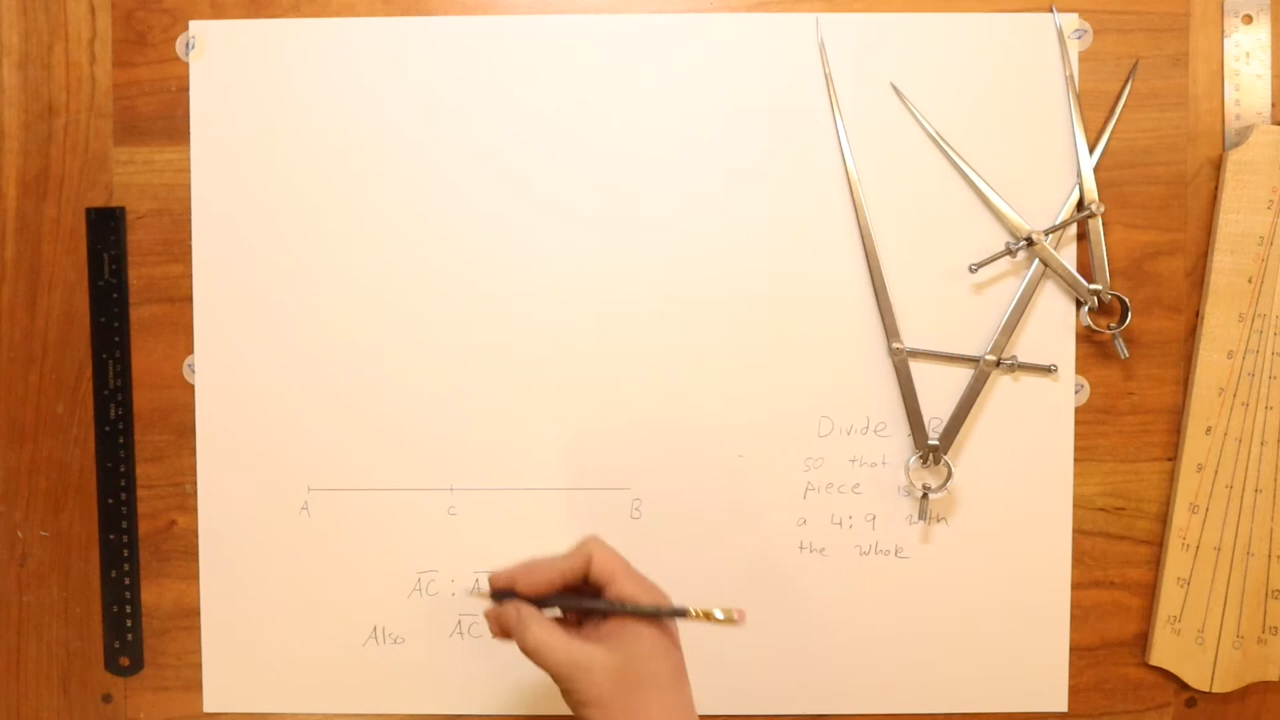 Divide B
so that
piece is
a 4:9 with
the whole
A C B
AC : A
Also AC